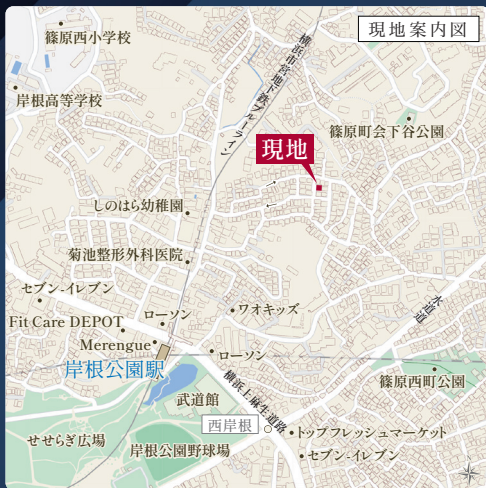 現地案内図
篠原西小学校
横浜市営地下鉄ブルーライン
岸根高等学校
篠原町会下谷公園
現地
しのはら幼稚園
菊池整形外科医院
セブン-イレブン
ワオキッズ
水道道
ローソン
Fit Care DEPOT
Merengue
ローソン
岸根公園駅
横浜上麻生道路
篠原西町公園
武道館
西岸根
トップフレッシュマーケット
せせらぎ広場
岸根公園野球場
セブン-イレブン